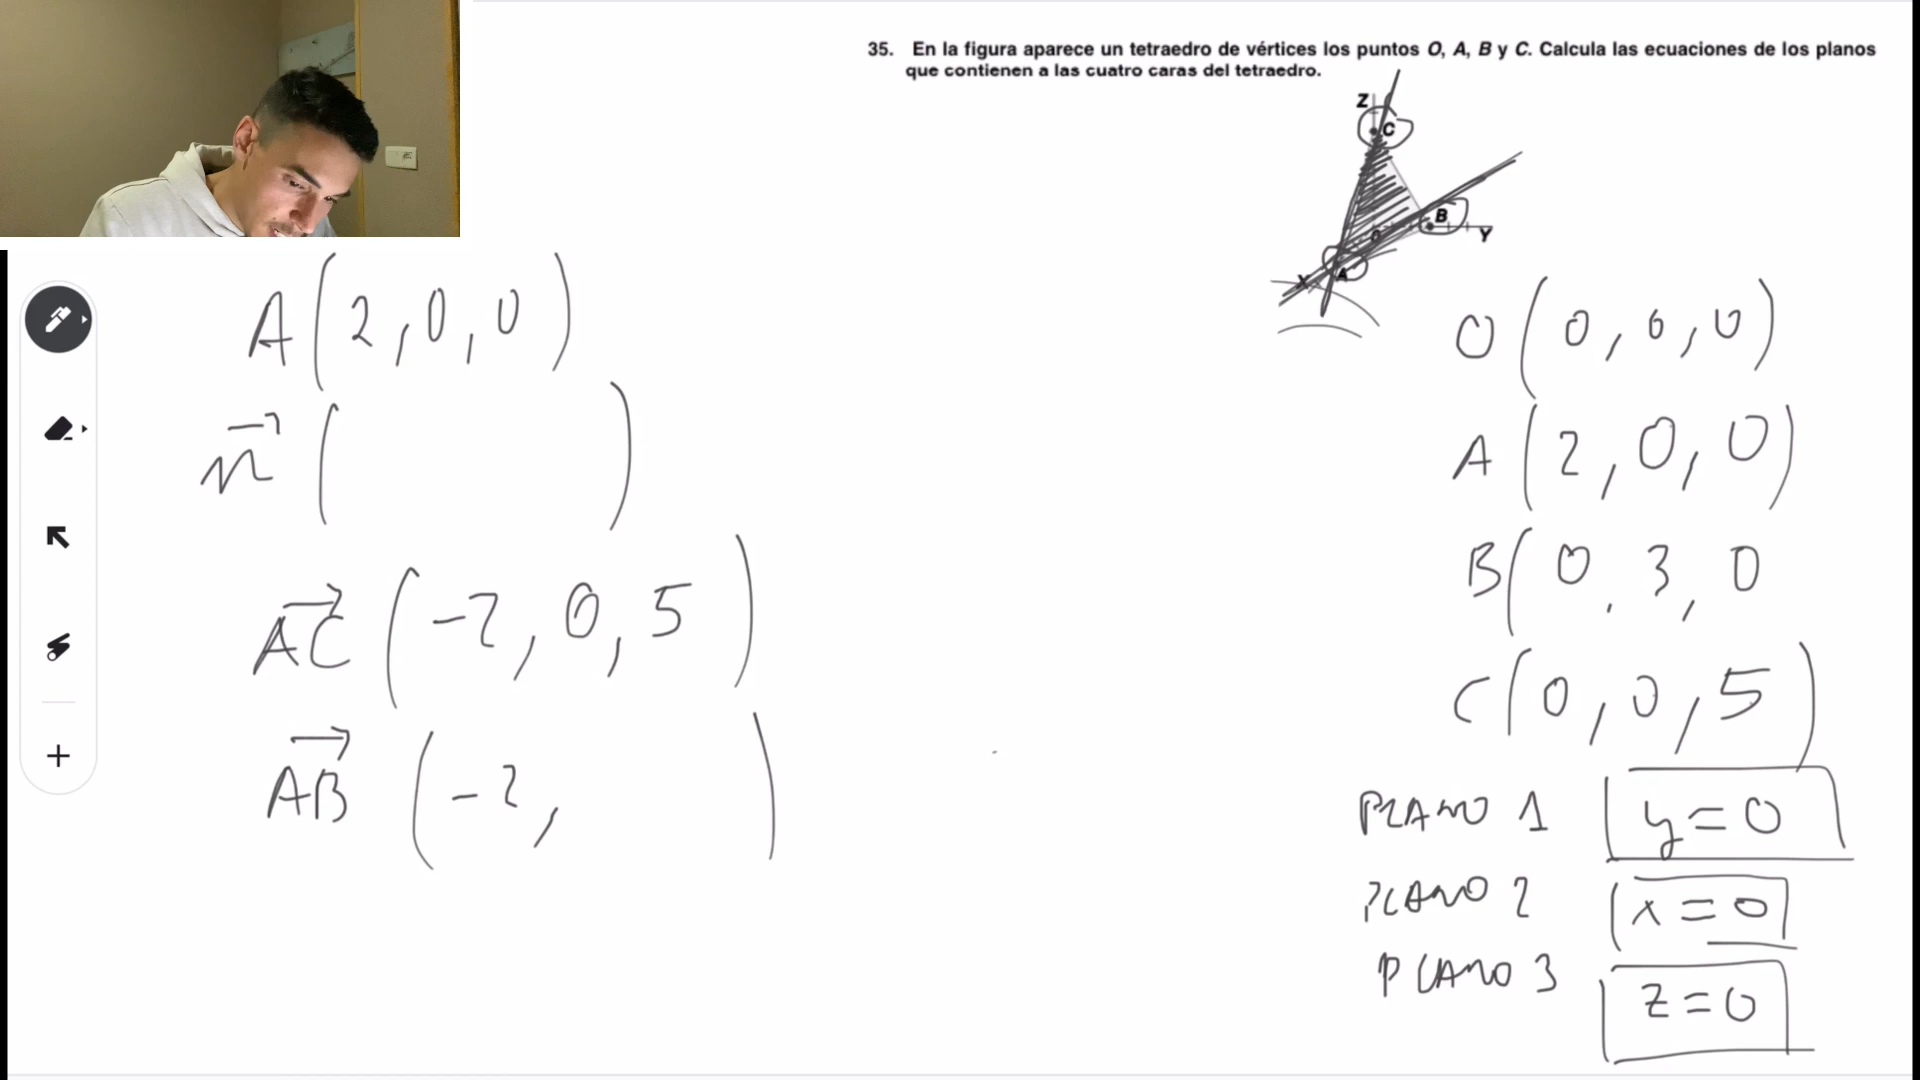 35. En la figura aparece un tetraedro de vértices los puntos O, A, B y C. Calcula las ecuaciones de los planos
que contienen a las cuatro caras del tetraedro.
Z
C
B
Y
O
X
A
A(2,0,0)
n⃗ ( )
AC⃗ (-2,0,5)
AB⃗ (-2, )
O(0,0,0)
A(2,0,0)
B(0,3,0
C(0,0,5)
PLANO 1 y=0
PLANO 2 x=0
PLANO 3 z=0